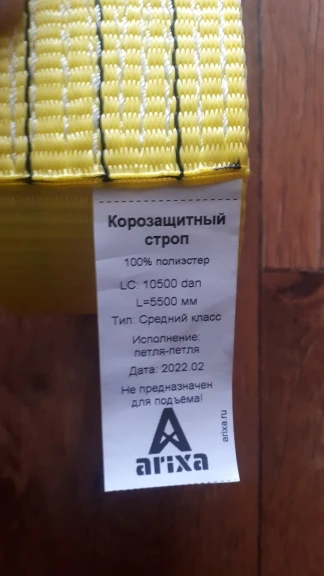 Корозащитный
строп
100% полиэстер
LC: 10500 dan
L=5500 мм
Тип: Средний класс
Исполнение:
петля-петля
Дата: 2022.02
Не предназначен
для подъёма!
arixa
arixa.ru